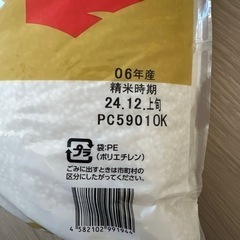 06年産
精米時期
24.12.上旬
PC5901OK
プラ
袋:PE
(ポリエチレン)
ごみに出すときは市町村の
区分にしたがってください。
4582102991944